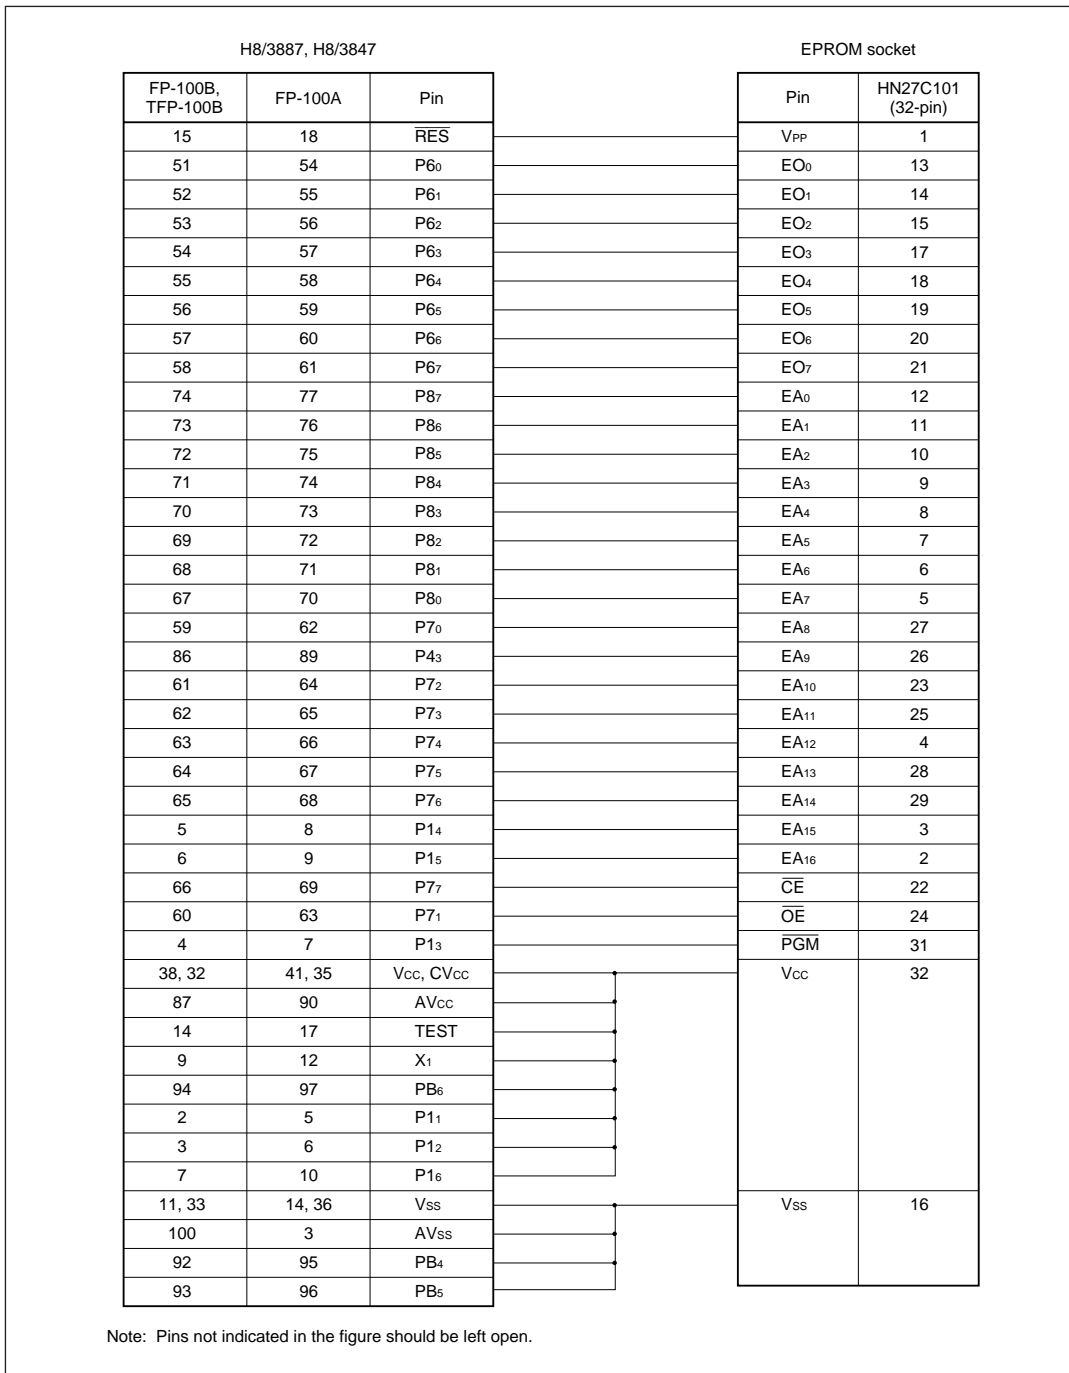 H8/3887, H8/3847 EPROM socket
FP-100B, TFP-100B FP-100A Pin Pin HN27C101 (32-pin)
15 18 R̅E̅S̅ VPP 1
51 54 P60 EO0 13
52 55 P61 EO1 14
53 56 P62 EO2 15
54 57 P63 EO3 17
55 58 P64 EO4 18
56 59 P65 EO5 19
57 60 P66 EO6 20
58 61 P67 EO7 21
74 77 P87 EA0 12
73 76 P86 EA1 11
72 75 P85 EA2 10
71 74 P84 EA3 9
70 73 P83 EA4 8
69 72 P82 EA5 7
68 71 P81 EA6 6
67 70 P80 EA7 5
59 62 P70 EA8 27
86 89 P43 EA9 26
61 64 P72 EA10 23
62 65 P73 EA11 25
63 66 P74 EA12 4
64 67 P75 EA13 28
65 68 P76 EA14 29
5 8 P14 EA15 3
6 9 P15 EA16 2
66 69 P77 C̅E̅ 22
60 63 P71 O̅E̅ 24
4 7 P13 P̅G̅M̅ 31
38, 32 41, 35 VCC, CVCC VCC 32
87 90 AVCC
14 17 TEST
9 12 X1
94 97 PB6
2 5 P11
3 6 P12
7 10 P16
11, 33 14, 36 VSS VSS 16
100 3 AVSS
92 95 PB4
93 96 PB5
Note: Pins not indicated in the figure should be left open.